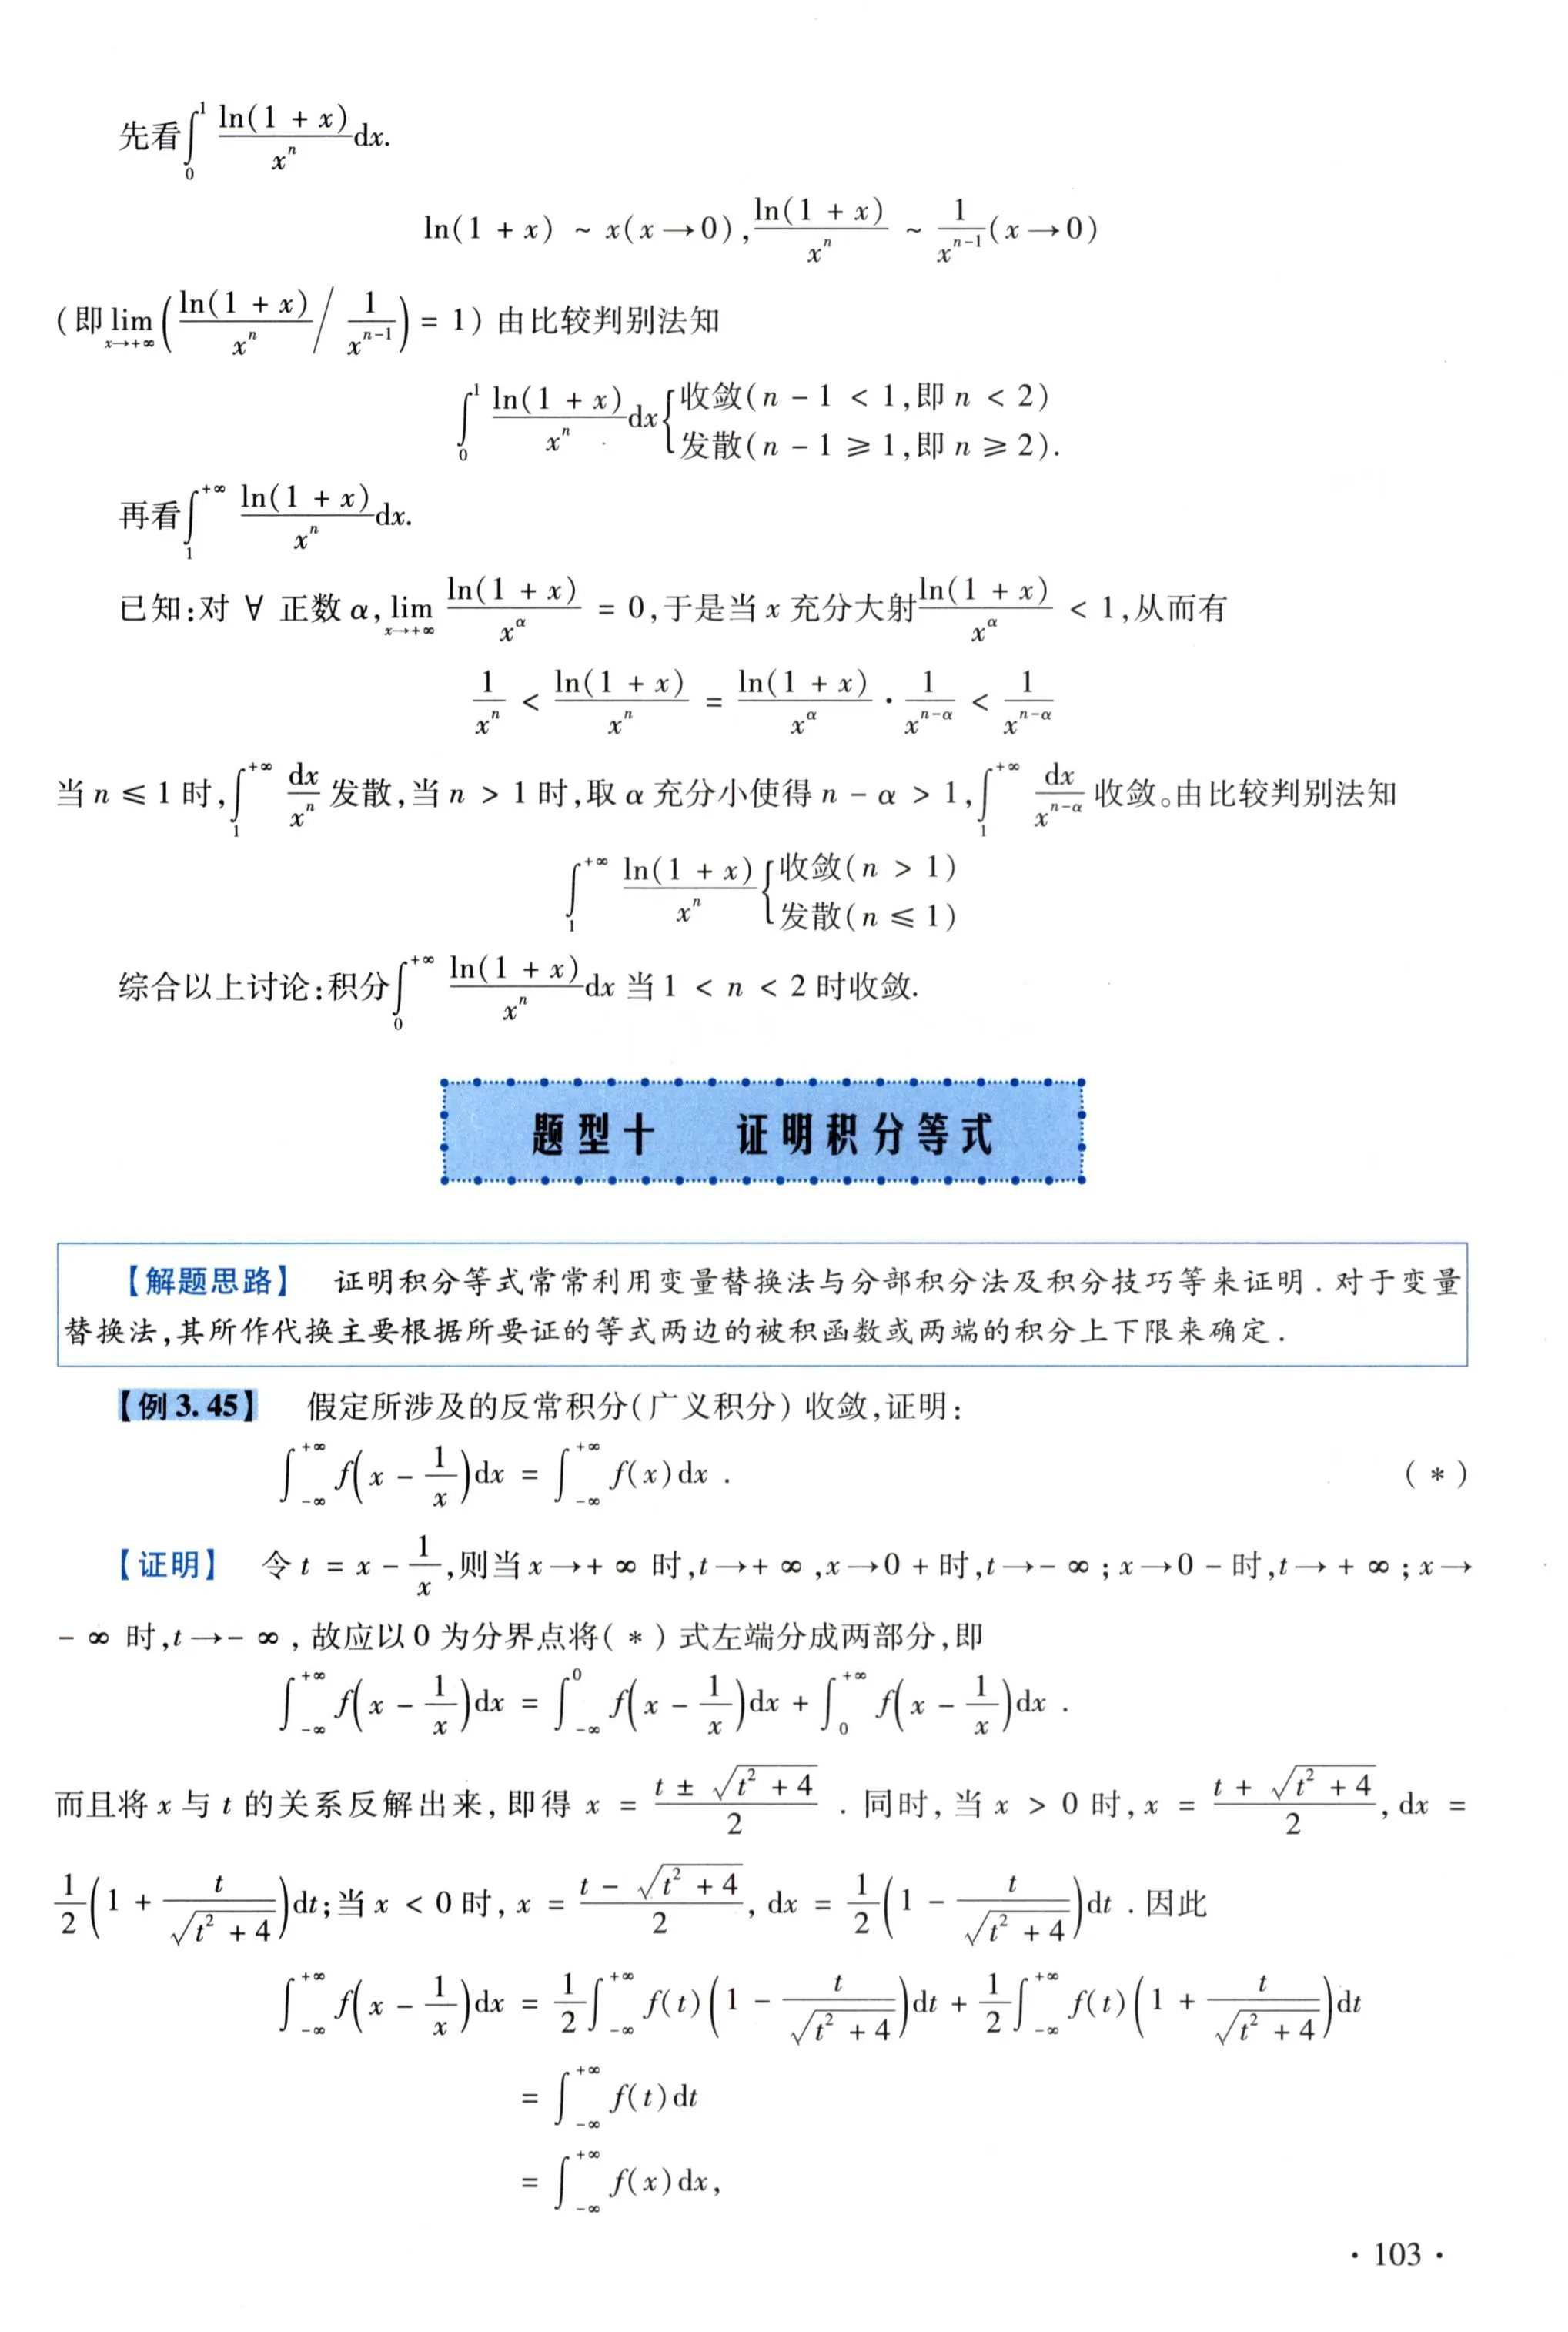 先看$\int_0^1 \frac{\ln(1+x)}{x^n}dx.$
$\ln(1+x) \sim x(x\to 0), \frac{\ln(1+x)}{x^n} \sim \frac{1}{x^{n-1}}(x\to 0)$
(即$\lim_{x\to+\infty}\left(\frac{\ln(1+x)}{x^n}\middle/\frac{1}{x^{n-1}}\right)=1$)由比较判别法知
$\int_0^1 \frac{\ln(1+x)}{x^n}dx\begin{cases}收敛(n-1<1,即 n<2)\\发散(n-1\geqslant 1,即 n\geqslant 2).\end{cases}$
再看$\int_1^{+\infty} \frac{\ln(1+x)}{x^n}dx.$
已知:对 ∀ 正数 α,$\lim_{x\to+\infty}\frac{\ln(1+x)}{x^\alpha}=0$,于是当 x 充分大射$\frac{\ln(1+x)}{x^\alpha}<1$,从而有
$\frac{1}{x^n}<\frac{\ln(1+x)}{x^n}=\frac{\ln(1+x)}{x^\alpha}\cdot\frac{1}{x^{n-\alpha}}<\frac{1}{x^{n-\alpha}}$
当 n ⩽ 1 时,$\int_1^{+\infty}\frac{dx}{x^n}$发散,当 n > 1 时,取 α 充分小使得 n − α > 1,$\int_1^{+\infty}\frac{dx}{x^{n-\alpha}}$收敛。由比较判别法知
$\int_1^{+\infty}\frac{\ln(1+x)}{x^n}\begin{cases}收敛(n>1)\\发散(n\leqslant 1)\end{cases}$
综合以上讨论:积分$\int_0^{+\infty}\frac{\ln(1+x)}{x^n}dx$ 当 1 < n < 2 时收敛.
题型十 证明积分等式
【解题思路】 证明积分等式常常利用变量替换法与分部积分法及积分技巧等来证明.对于变量
替换法,其所作代换主要根据所要证的等式两边的被积函数或两端的积分上下限来确定.
【例 3.45】 假定所涉及的反常积分(广义积分)收敛,证明:
$\int_{-\infty}^{+\infty}f\left(x-\frac{1}{x}\right)dx=\int_{-\infty}^{+\infty}f(x)dx.$ (*)
【证明】 令 $t=x-\frac{1}{x}$,则当 x→+∞ 时,t→+∞,x→0+时,t→−∞;x→0−时,t→+∞;x→
−∞ 时,t→−∞,故应以 0 为分界点将(*)式左端分成两部分,即
$\int_{-\infty}^{+\infty}f\left(x-\frac{1}{x}\right)dx=\int_{-\infty}^{0}f\left(x-\frac{1}{x}\right)dx+\int_{0}^{+\infty}f\left(x-\frac{1}{x}\right)dx.$
而且将 x 与 t 的关系反解出来,即得 $x=\frac{t\pm\sqrt{t^2+4}}{2}$.同时,当 x > 0 时,$x=\frac{t+\sqrt{t^2+4}}{2}$,$dx=$
$\frac{1}{2}\left(1+\frac{t}{\sqrt{t^2+4}}\right)dt$;当 x < 0 时,$x=\frac{t-\sqrt{t^2+4}}{2}$,$dx=\frac{1}{2}\left(1-\frac{t}{\sqrt{t^2+4}}\right)dt$.因此
$\int_{-\infty}^{+\infty}f\left(x-\frac{1}{x}\right)dx=\frac{1}{2}\int_{-\infty}^{+\infty}f(t)\left(1-\frac{t}{\sqrt{t^2+4}}\right)dt+\frac{1}{2}\int_{-\infty}^{+\infty}f(t)\left(1+\frac{t}{\sqrt{t^2+4}}\right)dt$
$=\int_{-\infty}^{+\infty}f(t)dt$
$=\int_{-\infty}^{+\infty}f(x)dx,$
· 103 ·